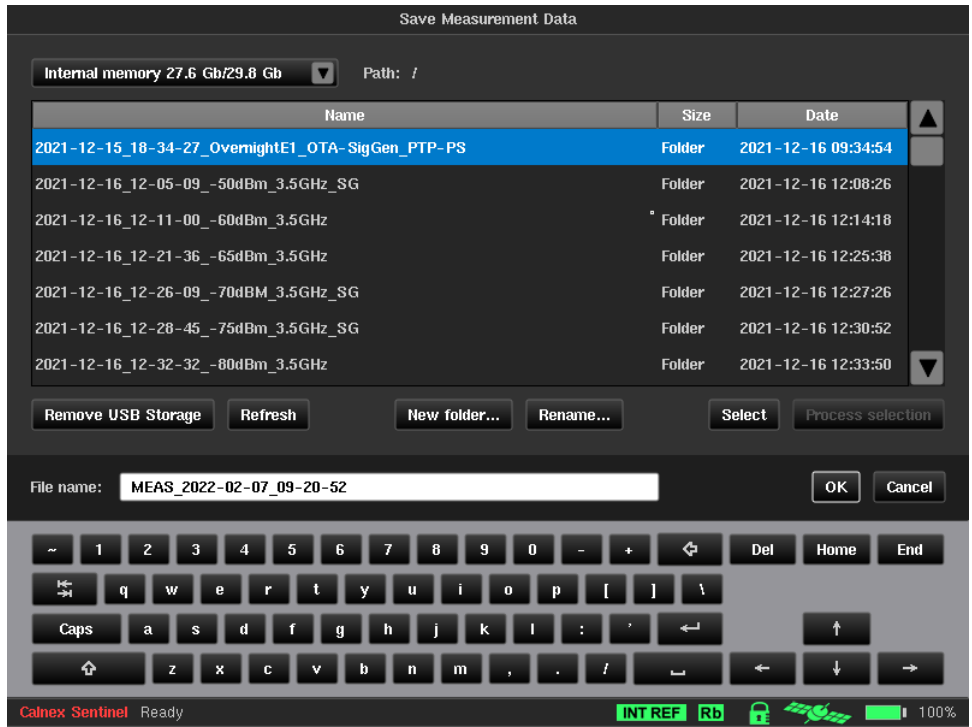 Save Measurement Data
Internal memory 27.6 Gb/29.8 Gb Path: /
Name Size Date
2021-12-15_18-34-27_OvernightE1_OTA-SigGen_PTP-PS Folder 2021-12-16 09:34:54
2021-12-16_12-05-09_-50dBm_3.5GHz_SG Folder 2021-12-16 12:08:26
2021-12-16_12-11-00_-60dBm_3.5GHz Folder 2021-12-16 12:14:18
2021-12-16_12-21-36_-65dBm_3.5GHz Folder 2021-12-16 12:25:38
2021-12-16_12-26-09_-70dBM_3.5GHz_SG Folder 2021-12-16 12:27:26
2021-12-16_12-28-45_-75dBm_3.5GHz_SG Folder 2021-12-16 12:30:52
2021-12-16_12-32-32_-80dBm_3.5GHz Folder 2021-12-16 12:33:50
Remove USB Storage Refresh New folder... Rename... Select Process selection
File name: MEAS_2022-02-07_09-20-52 OK Cancel
~ 1 2 3 4 5 6 7 8 9 0 - + Del Home End
q w e r t y u i o p [ ] \
Caps a s d f g h j k l : '
z x c v b n m , . /
Calnex Sentinel Ready INT REF Rb 100%